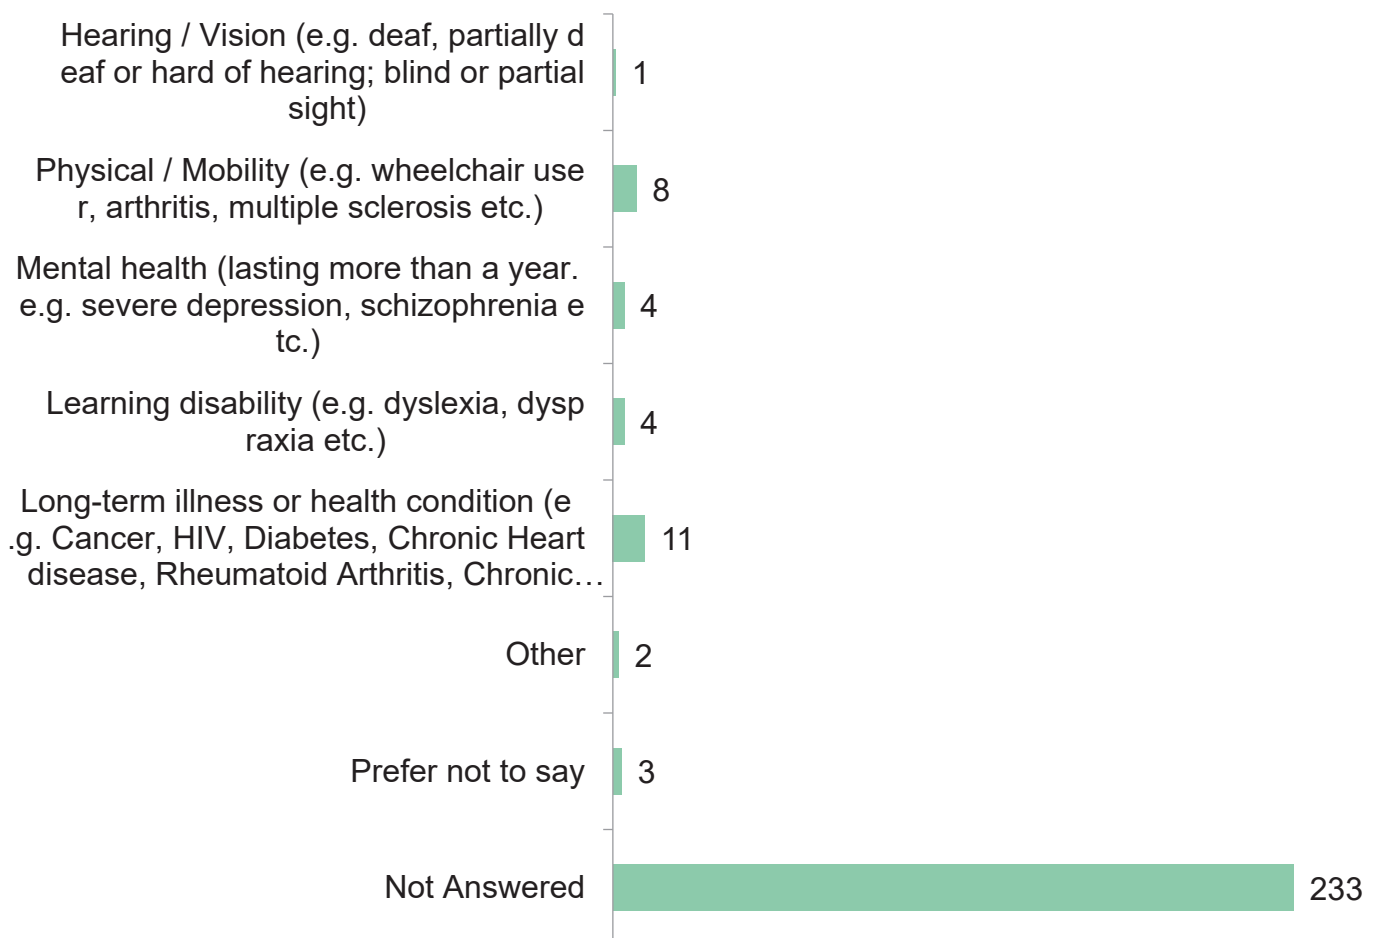 Hearing / Vision (e.g. deaf, partially d
eaf or hard of hearing; blind or partial
sight)
1
Physical / Mobility (e.g. wheelchair use
r, arthritis, multiple sclerosis etc.)
8
Mental health (lasting more than a year.
e.g. severe depression, schizophrenia e
tc.)
4
Learning disability (e.g. dyslexia, dysp
raxia etc.)
4
Long-term illness or health condition (e
.g. Cancer, HIV, Diabetes, Chronic Heart
disease, Rheumatoid Arthritis, Chronic…
11
Other
2
Prefer not to say
3
Not Answered
233